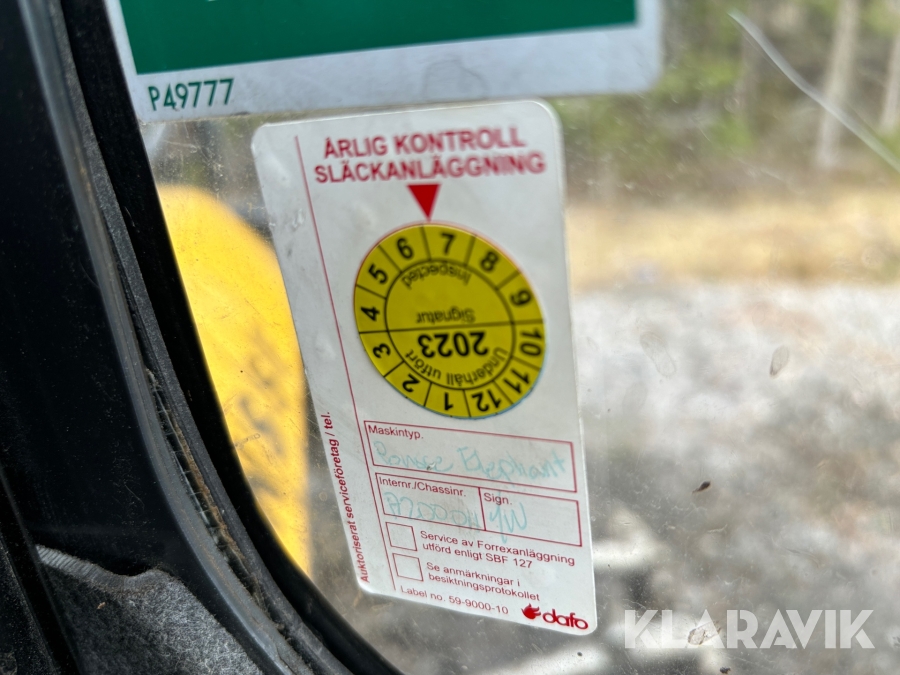 P49777
ÅRLIG KONTROLL
SLÄCKANLÄGGNING
1 2 3 4 5 6 7 8 9 10 11 12
Inspected
Signatur
2023
Underhåll utfört
Maskintyp.
Ponsse Elephant
Internr./Chassinr.
Sign.
Service av Forrexanläggning
utförd enligt SBF 127
Se anmärkningar i
besiktningsprotokollet
Label no. 59-9000-10
dafo
Auktoriserat serviceföretag / tel.
KLARAVIK